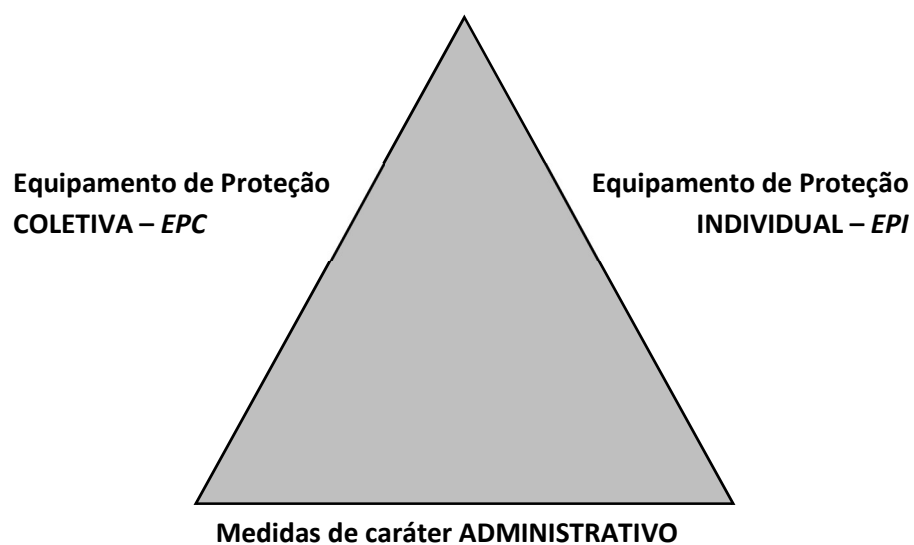 Equipamento de Proteção
COLETIVA – EPC
Equipamento de Proteção
INDIVIDUAL – EPI
Medidas de caráter ADMINISTRATIVO